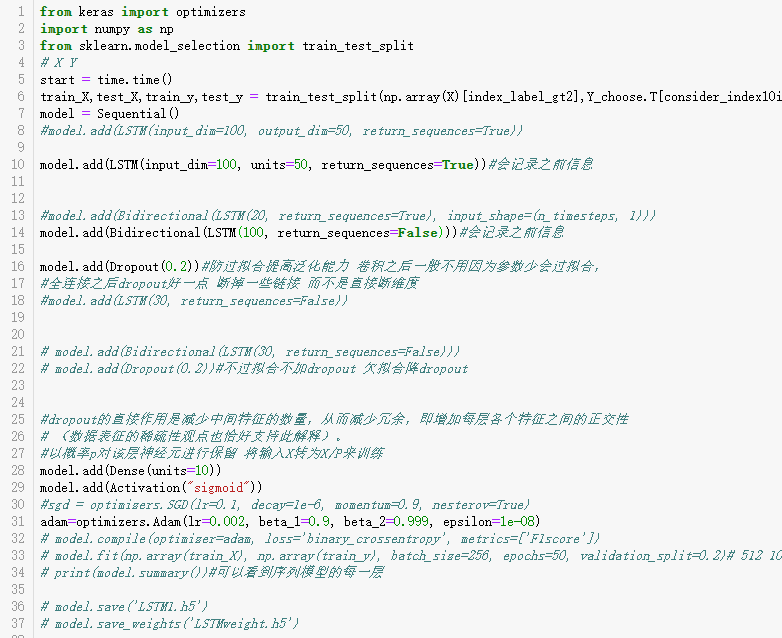 1 from keras import optimizers
2 import numpy as np
3 from sklearn.model_selection import train_test_split
4 # X Y
5 start = time.time()
6 train_X,test_X,train_y,test_y = train_test_split(np.array(X)[index_label_gt2],Y_choose.T[consider_index10i
7 model = Sequential()
8 #model.add(LSTM(input_dim=100, output_dim=50, return_sequences=True))
9
10 model.add(LSTM(input_dim=100, units=50, return_sequences=True))#会记录之前信息
11
12
13 #model.add(Bidirectional(LSTM(20, return_sequences=True), input_shape=(n_timesteps, 1)))
14 model.add(Bidirectional(LSTM(100, return_sequences=False)))#会记录之前信息
15
16 model.add(Dropout(0.2))#防过拟合提高泛化能力 卷积之后一般不用因为参数少会过拟合,
17 #全连接之后dropout好一点 断掉一些链接 而不是直接断维度
18 #model.add(LSTM(30, return_sequences=False))
19
20
21 # model.add(Bidirectional(LSTM(30, return_sequences=False)))
22 # model.add(Dropout(0.2))#不过拟合不加dropout 欠拟合降dropout
23
24
25 #dropout的直接作用是减少中间特征的数量，从而减少冗余，即增加每层各个特征之间的正交性
26 # （数据表征的稀疏性观点也恰好支持此解释）。
27 #以概率p对该层神经元进行保留 将输入X转为X/P来训练
28 model.add(Dense(units=10))
29 model.add(Activation("sigmoid"))
30 #sgd = optimizers.SGD(lr=0.1, decay=1e-6, momentum=0.9, nesterov=True)
31 adam=optimizers.Adam(lr=0.002, beta_1=0.9, beta_2=0.999, epsilon=1e-08)
32 # model.compile(optimizer=adam, loss='binary_crossentropy', metrics=['F1score'])
33 # model.fit(np.array(train_X), np.array(train_y), batch_size=256, epochs=50, validation_split=0.2)# 512 10
34 # print(model.summary())#可以看到序列模型的每一层
35
36 # model.save('LSTM1.h5')
37 # model.save_weights('LSTMweight.h5')